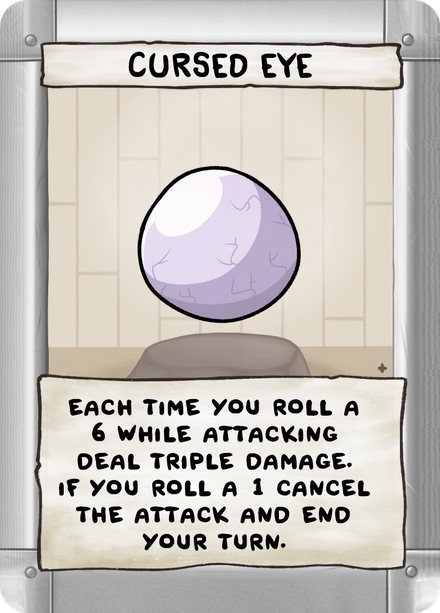 CURSED EYE
EACH TIME YOU ROLL A
6 WHILE ATTACKING
DEAL TRIPLE DAMAGE.
IF YOU ROLL A 1 CANCEL
THE ATTACK AND END
YOUR TURN.